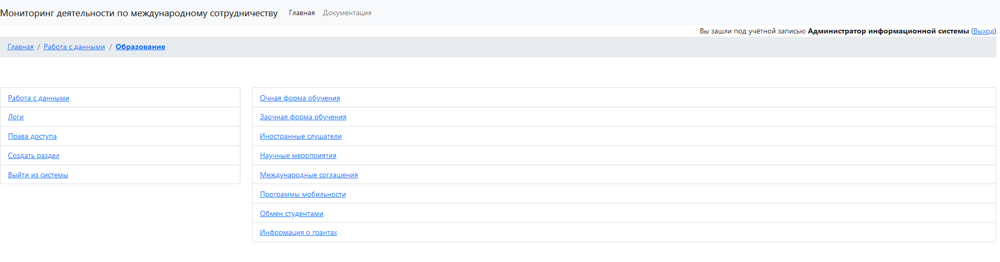 Мониторинг деятельности по международному сотрудничеству Главная Документация
Вы зашли под учётной записью Администратор информационной системы (Выход)
Главная / Работа с данными / Образование
Работа с данными
Логи
Права доступа
Создать раздел
Выйти из системы
Очная форма обучения
Заочная форма обучения
Иностранные слушатели
Научные мероприятия
Международные соглашения
Программы мобильности
Обмен студентами
Информация о грантах